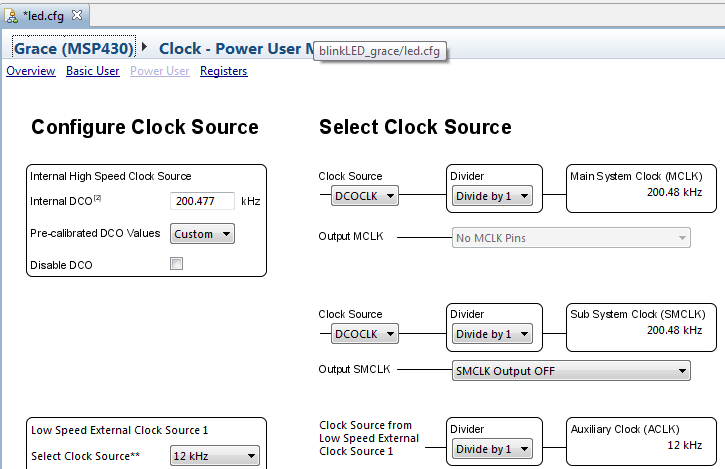 *led.cfg
Grace (MSP430) Clock - Power User M
blinkLED_grace/led.cfg
Overview Basic User Power User Registers
Configure Clock Source
Select Clock Source
Internal High Speed Clock Source
Internal DCO[2] 200.477 kHz
Pre-calibrated DCO Values Custom
Disable DCO
Clock Source
DCOCLK
Divider
Divide by 1
Main System Clock (MCLK)
200.48 kHz
Output MCLK No MCLK Pins
Clock Source
DCOCLK
Divider
Divide by 1
Sub System Clock (SMCLK)
200.48 kHz
Output SMCLK SMCLK Output OFF
Low Speed External Clock Source 1
Select Clock Source** 12 kHz
Clock Source from
Low Speed External
Clock Source 1
Divider
Divide by 1
Auxiliary Clock (ACLK)
12 kHz